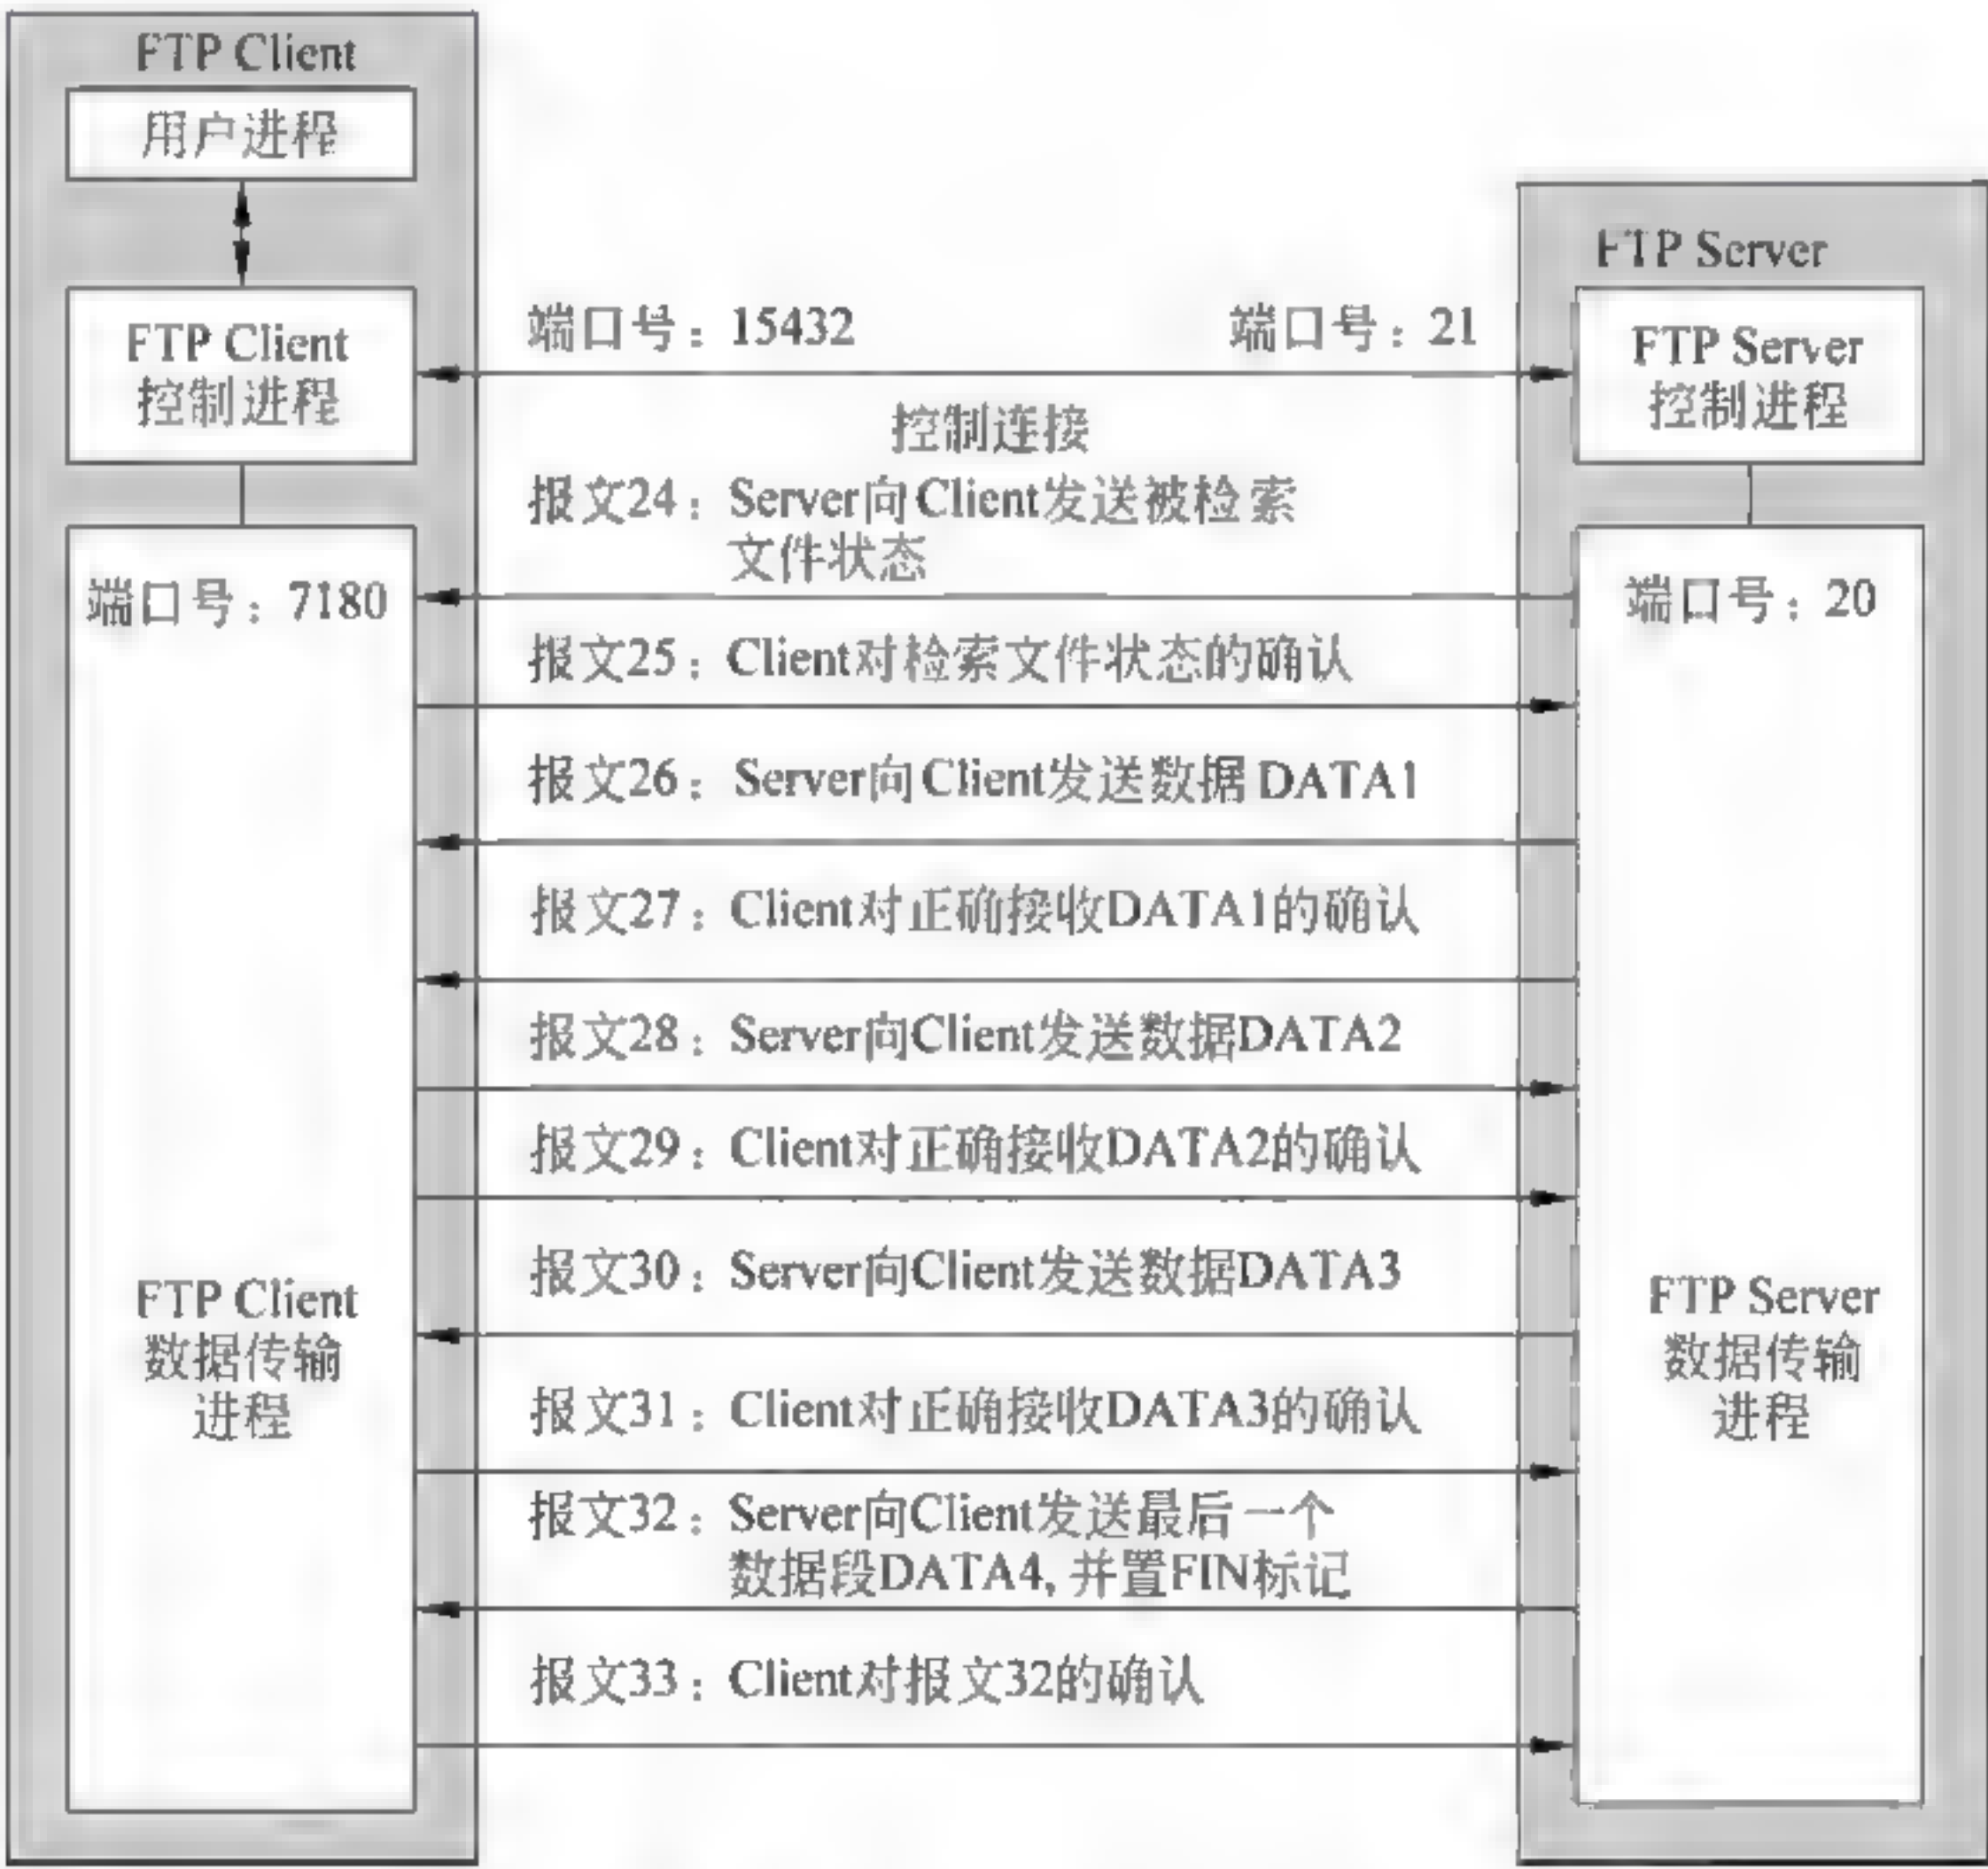 FTP Client
用户进程
FTP Server
FTP Client
控制进程
端口号：15432
端口号：21
FTP Server
控制进程
控制连接
报文24：Server向Client发送被检索
文件状态
端口号：7180
端口号：20
报文25：Client对检索文件状态的确认
报文26：Server向Client发送数据DATA1
报文27：Client对正确接收DATA1的确认
报文28：Server向Client发送数据DATA2
报文29：Client对正确接收DATA2的确认
报文30：Server向Client发送数据DATA3
FTP Client
数据传输
进程
FTP Server
数据传输
进程
报文31：Client对正确接收DATA3的确认
报文32：Server向Client发送最后一个
数据段DATA4, 并置FIN标记
报文33：Client对报文32的确认